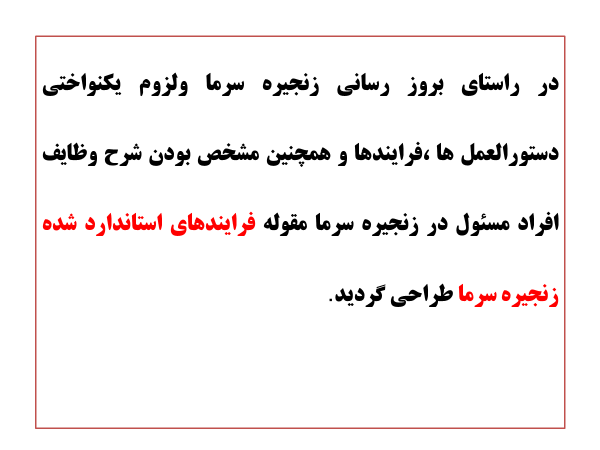 در راستای بروز رسانی زنجیره سرما ولزوم یکنواختی
دستورالعمل ها ،فرایندها و همچنین مشخص بودن شرح وظایف
افراد مسئول در زنجیره سرما مقوله فرایندهای استاندارد شده
زنجیره سرما طراحی گردید.